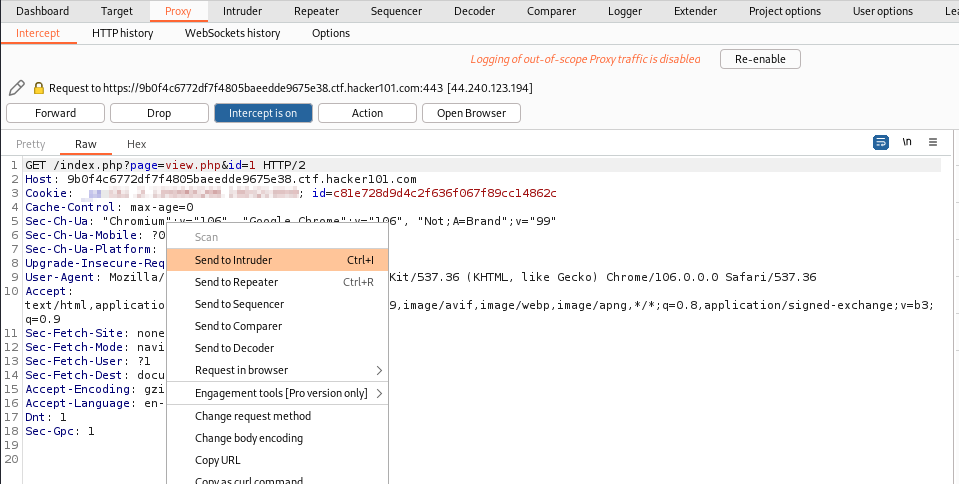 Dashboard Target Proxy Intruder Repeater Sequencer Decoder Comparer Logger Extender Project options User options Lea
Intercept HTTP history WebSockets history Options
Logging of out-of-scope Proxy traffic is disabled Re-enable
Request to https://9b0f4c6772df7f4805baeedde9675e38.ctf.hacker101.com:443 [44.240.123.194]
Forward Drop Intercept is on Action Open Browser
Pretty Raw Hex \n
1 GET /index.php?page=view.php&id=1 HTTP/2
2 Host: 9b0f4c6772df7f4805baeedde9675e38.ctf.hacker101.com
3 Cookie: ; id=c81e728d9d4c2f636f067f89cc14862c
4 Cache-Control: max-age=0
5 Sec-Ch-Ua: "Chromium";v="106", "Google Chrome";v="106", "Not;A=Brand";v="99"
6 Sec-Ch-Ua-Mobile: ?0
7 Sec-Ch-Ua-Platform:
8 Upgrade-Insecure-Req
9 User-Agent: Mozilla/ Kit/537.36 (KHTML, like Gecko) Chrome/106.0.0.0 Safari/537.36
10 Accept:
text/html,application 9,image/avif,image/webp,image/apng,*/*;q=0.8,application/signed-exchange;v=b3;
q=0.9
11 Sec-Fetch-Site: none
12 Sec-Fetch-Mode: navi
13 Sec-Fetch-User: ?1
14 Sec-Fetch-Dest: docu
15 Accept-Encoding: gzi
16 Accept-Language: en-
17 Dnt: 1
18 Sec-Gpc: 1
19
20
Scan
Send to Intruder Ctrl+I
Send to Repeater Ctrl+R
Send to Sequencer
Send to Comparer
Send to Decoder
Request in browser
Engagement tools [Pro version only]
Change request method
Change body encoding
Copy URL
Copy as curl command